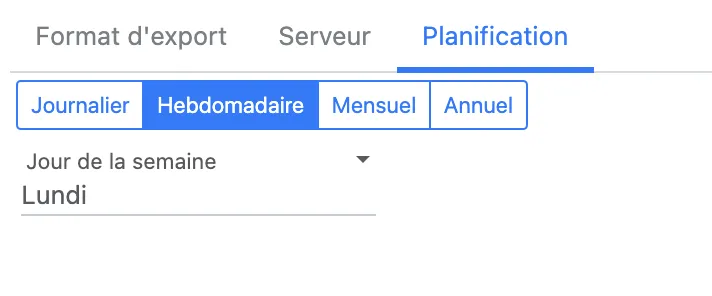 Format d'export Serveur Planification
Journalier Hebdomadaire Mensuel Annuel
Jour de la semaine
Lundi